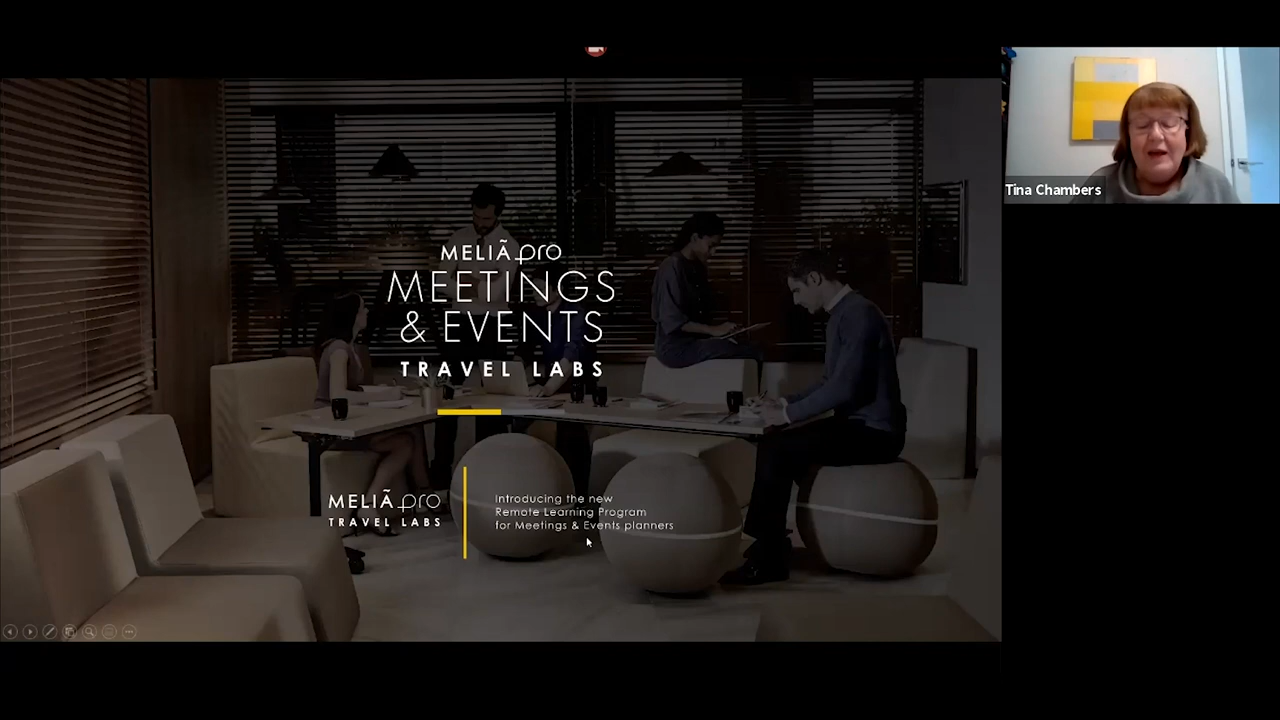 MELIÃ pro
MEETINGS
& EVENTS
TRAVEL LABS
MELIÃ pro
TRAVEL LABS
Introducing the new
Remote Learning Program
for Meetings & Events planners
Tina Chambers